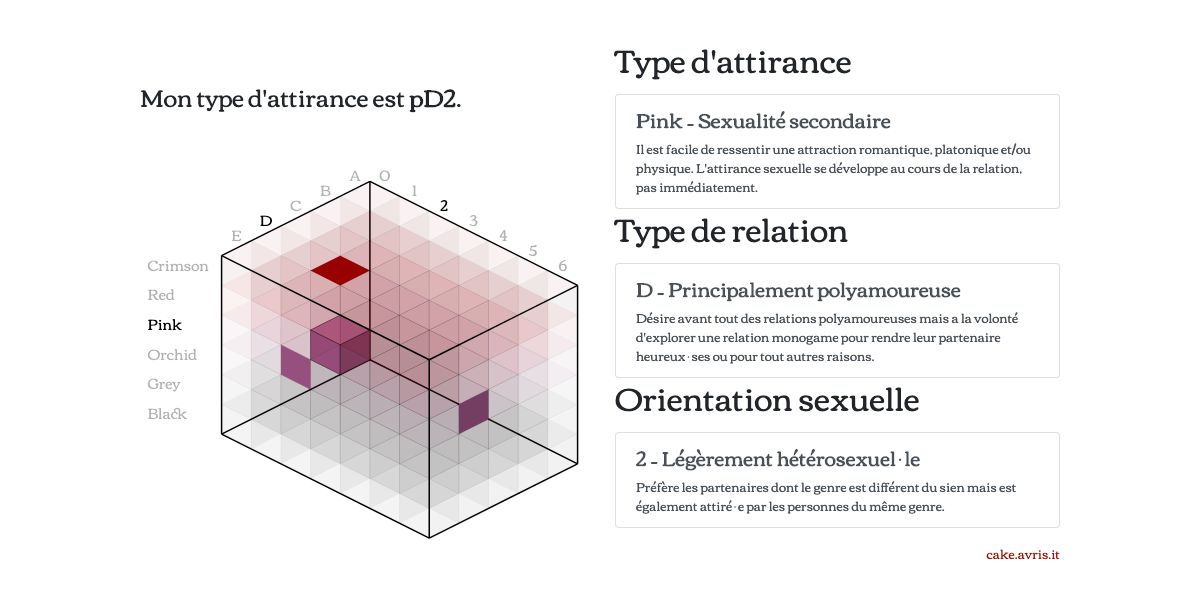 Mon type d'attirance est pD2.
A O
B 1
C 2
D 3
E 4
5
6
Crimson
Red
Pink
Orchid
Grey
Black
Type d'attirance
Pink - Sexualité secondaire
Il est facile de ressentir une attraction romantique, platonique et/ou
physique. L'attirance sexuelle se développe au cours de la relation,
pas immédiatement.
Type de relation
D - Principalement polyamoureuse
Désire avant tout des relations polyamoureuses mais a la volonté
d'explorer une relation monogame pour rendre leur partenaire
heureux·ses ou pour tout autres raisons.
Orientation sexuelle
2 - Légèrement hétérosexuel·le
Préfère les partenaires dont le genre est différent du sien mais est
également attiré·e par les personnes du même genre.
cake.avris.it